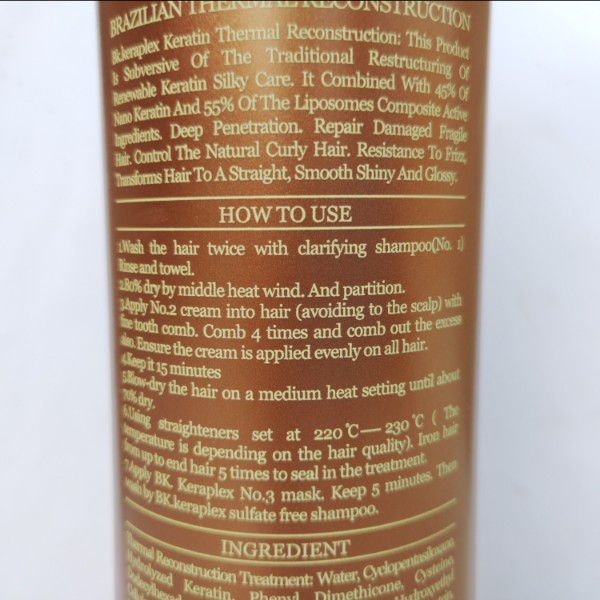 BRAZILIAN THERMAL RECONSTRUCTION
Bk.keraplex Keratin Thermal Reconstruction: This Product
Is Subversive Of The Traditional Restructuring Of
Renewable Keratin Silky Care. It Combined With 45% Of
Nano Keratin And 55% Of The Liposomes Composite Active
Ingredients. Deep Penetration. Repair Damaged Fragile
Hair. Control The Natural Curly Hair. Resistance To Frizz,
Transforms Hair To A Straight, Smooth Shiny And Glossy.
HOW TO USE
1.Wash the hair twice with clarifying shampoo(No. 1)
Rinse and towel.
2.80% dry by middle heat wind. And partition.
3.Apply No.2 cream into hair (avoiding to the scalp) with
fine tooth comb. Comb 4 times and comb out the excess
also. Ensure the cream is applied evenly on all hair.
4.Keep it 15 minutes
5.Blow-dry the hair on a medium heat setting until about
70% dry.
6.Using straighteners set at 220℃—230℃ ( The
temperature is depending on the hair quality). Iron hair
from up to end hair 5 times to seal in the treatment.
7.Apply BK. Keraplex No.3 mask. Keep 5 minutes. Then
wash by BK.keraplex sulfate free shampoo.
INGREDIENT
Thermal Reconstruction Treatment: Water, Cyclopentasiloxane,
Hydrolyzed Keratin, Phenyl Dimethicone, Cysteine,